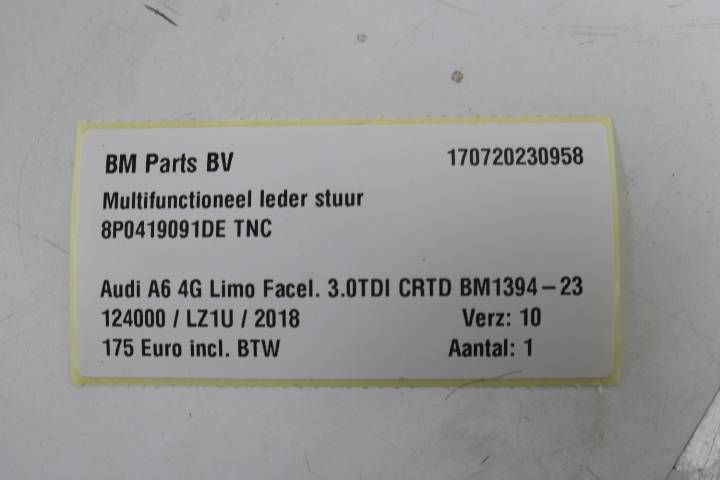 BM Parts BV 170720230958
Multifunctioneel leder stuur
8P0419091DE TNC
Audi A6 4G Limo Facel. 3.0TDI CRTD BM1394-23
124000 / LZ1U / 2018 Verz: 10
175 Euro incl. BTW Aantal: 1